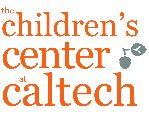 the
children's
center
at
caltech